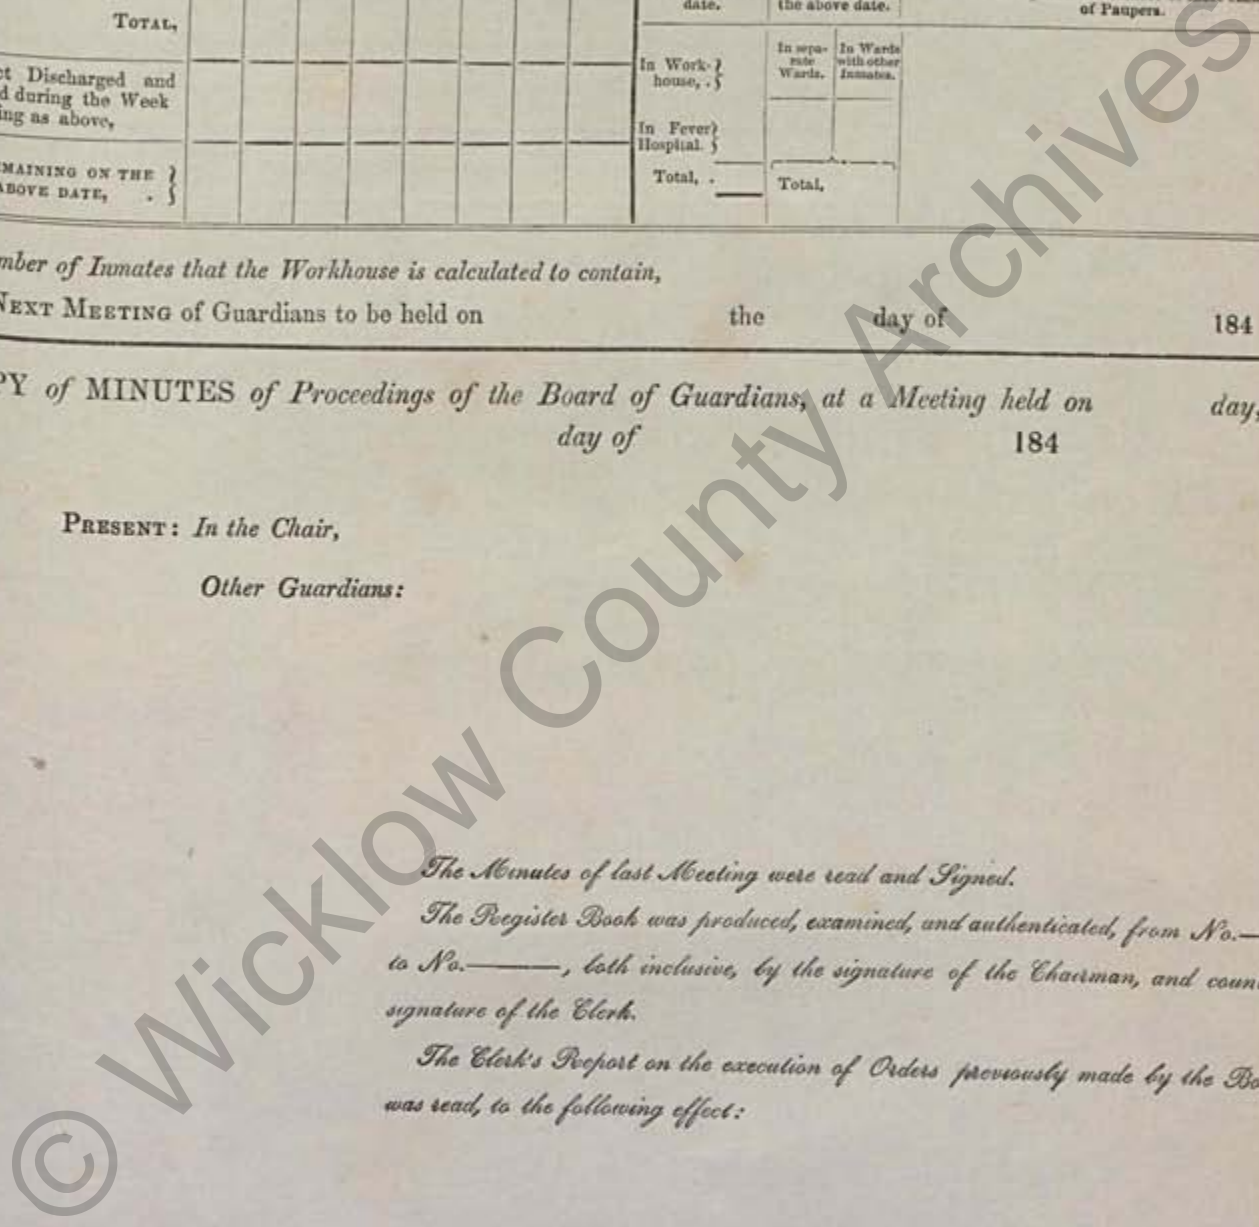 date.
the above date.
of Paupers.
TOTAL,
In Work-
house, .
In sepa-
rate
Wards.
In Wards
with other
Inmates.
t Discharged and
d during the Week
ing as above,
In Fever
Hospital.
MAINING ON THE
ABOVE DATE, .
Total, .
Total,
mber of Inmates that the Workhouse is calculated to contain,
NEXT MEETING of Guardians to be held on the day of 184
PY of MINUTES of Proceedings of the Board of Guardians, at a Meeting held on day,
day of 184
PRESENT: In the Chair,
Other Guardians:
The Minutes of last Meeting were read and Signed.
The Register Book was produced, examined, and authenticated, from No.—
to No.———, both inclusive, by the signature of the Chairman, and coun
signature of the Clerk.
The Clerk's Report on the execution of Orders previously made by the Bo
was read, to the following effect:
© Wicklow County Archives